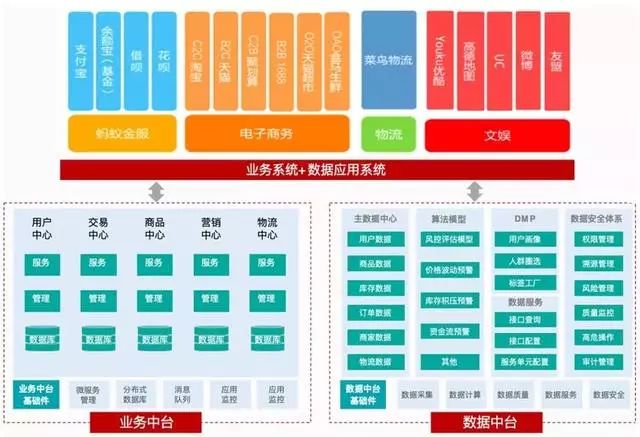 支付宝
余额宝（基金）
借呗
花呗
C2C 淘宝
B2C 天猫
C2B 聚划算
B2B 1688
O2O天猫超市
O2O盒马生鲜
菜鸟物流
Youku优酷
高德地图
UC
微博
友盟
蚂蚁金服
电子商务
物流
文娱
业务系统+数据应用系统
用户中心
交易中心
商品中心
营销中心
物流中心
服务
服务
服务
服务
服务
管理
管理
管理
管理
管理
数据库
数据库
数据库
数据库
数据库
业务中台基础件
微服务管理
分布式数据库
消息队列
应用监控
应用监控
业务中台
主数据中心
用户数据
商品数据
库存数据
订单数据
商家数据
物流数据
算法模型
风控评估模型
价格波动预警
库存积压预警
资金流预警
其他
DMP
用户画像
人群圈选
标签工厂
数据服务
接口查询
接口配置
服务单元配置
数据安全体系
权限管理
溯源管理
风险管理
质量监控
高危操作
审计管理
数据中台基础件
数据采集
数据计算
数据质量
数据服务
数据安全
数据中台